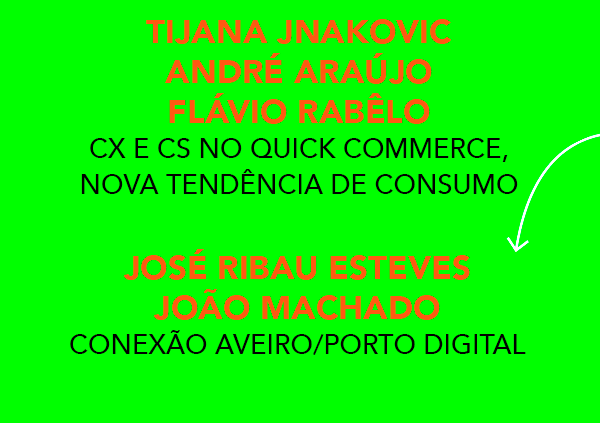 TIJANA JNAKOVIC
ANDRÉ ARAÚJO
FLÁVIO RABÊLO
CX E CS NO QUICK COMMERCE,
NOVA TENDÊNCIA DE CONSUMO
JOSÉ RIBAU ESTEVES
JOÃO MACHADO
CONEXÃO AVEIRO/PORTO DIGITAL